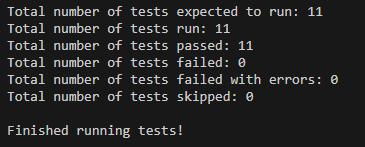 Total number of tests expected to run: 11
Total number of tests run: 11
Total number of tests passed: 11
Total number of tests failed: 0
Total number of tests failed with errors: 0
Total number of tests skipped: 0
Finished running tests!